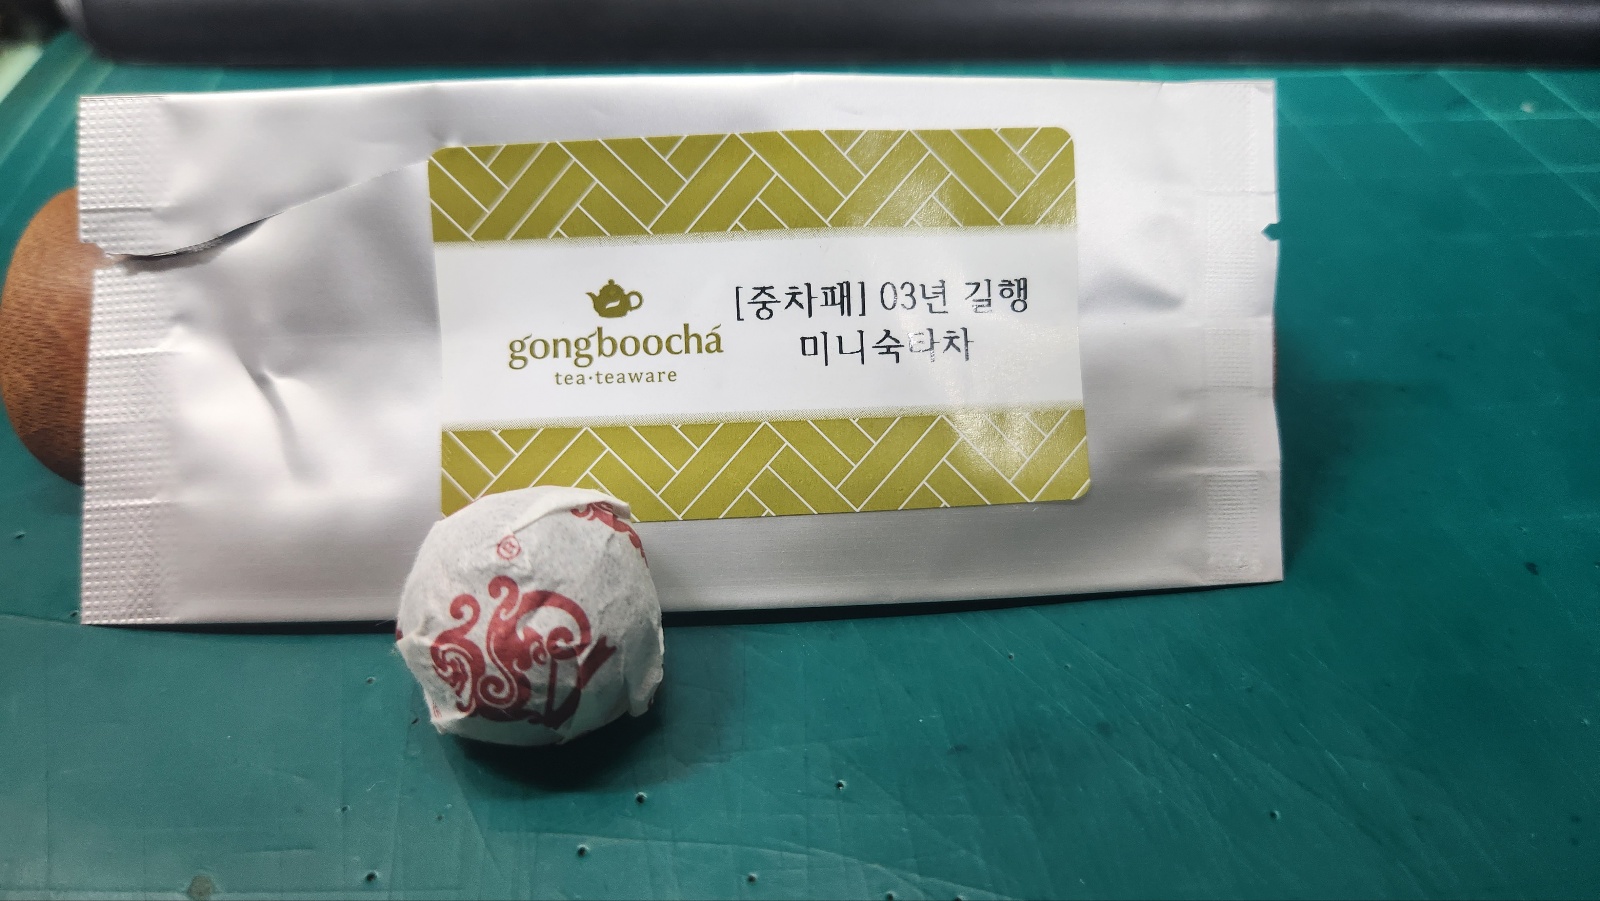 gongboochá
tea·teaware
[중차패] 03년 길행
미니숙타차
®